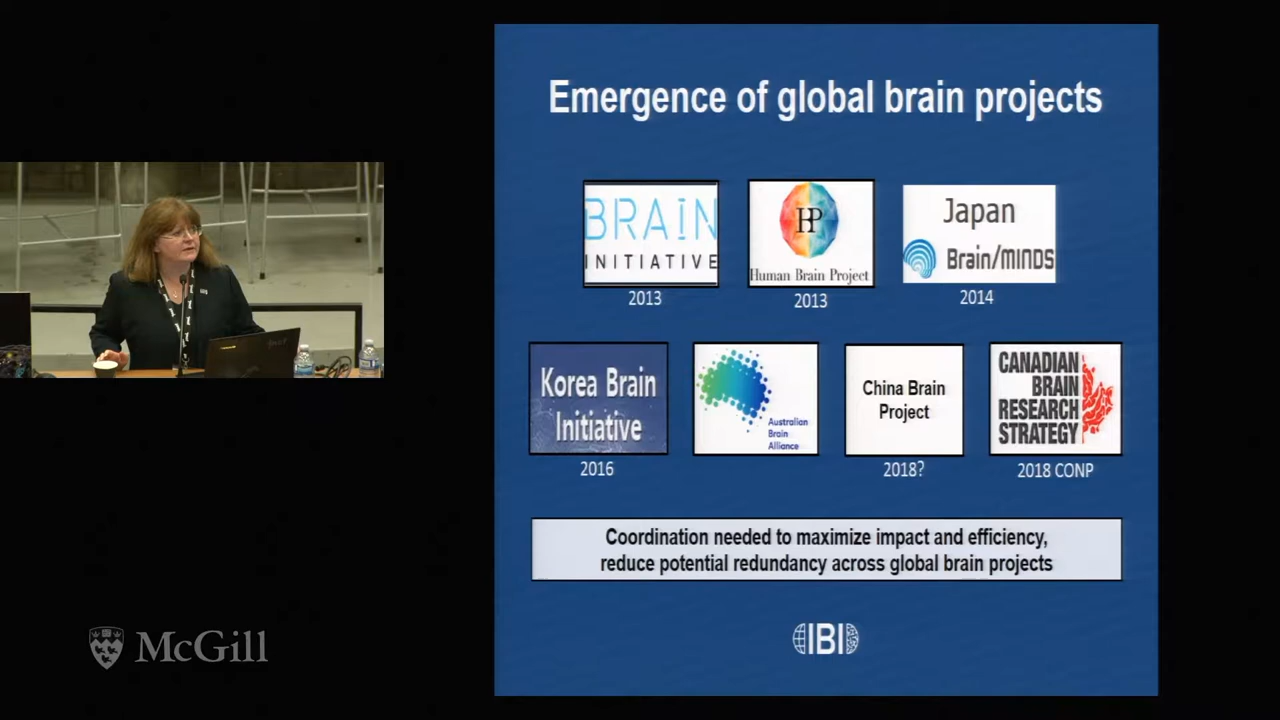 Emergence of global brain projects
BRAIN
INITIATIVE
2013
HP
Human Brain Project
2013
Japan
Brain/MINDS
2014
Korea Brain
Initiative
2016
Australian
Brain
Alliance
China Brain
Project
2018?
CANADIAN
BRAIN
RESEARCH
STRATEGY
2018 CONP
Coordination needed to maximize impact and efficiency,
reduce potential redundancy across global brain projects
IBI
McGill